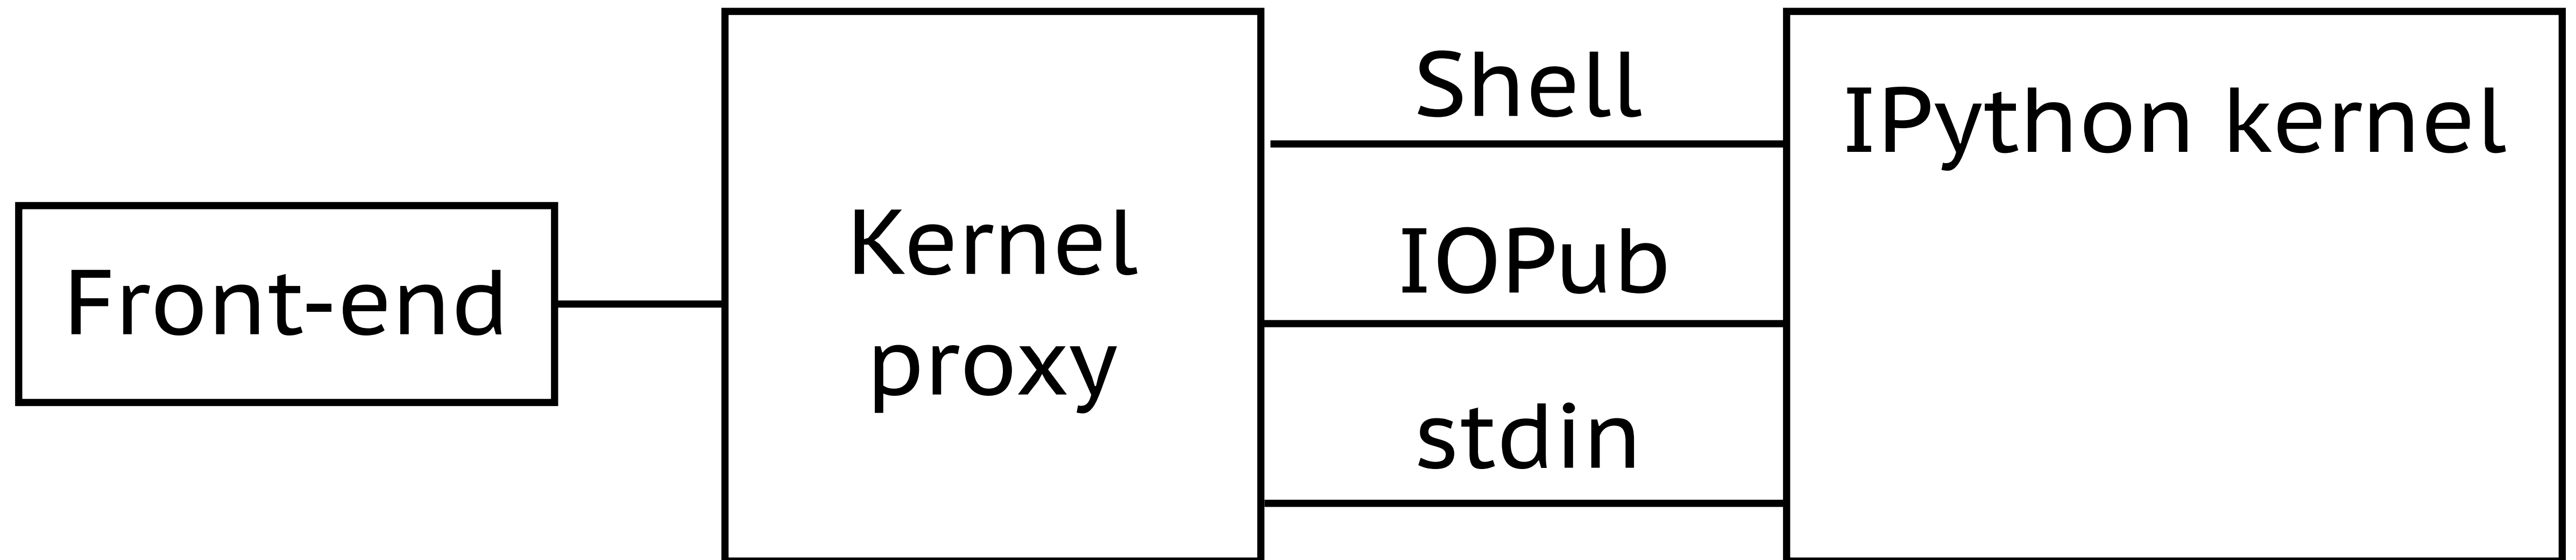 Front-end
Kernel
proxy
Shell
IOPub
stdin
IPython kernel